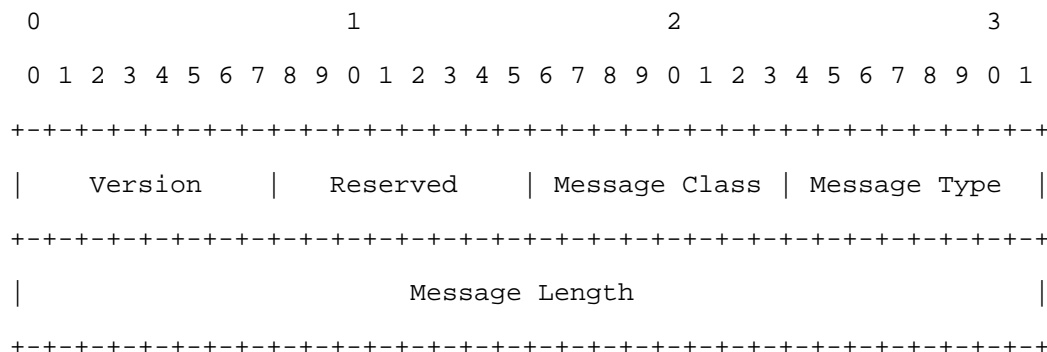 0                   1                   2                   3
0 1 2 3 4 5 6 7 8 9 0 1 2 3 4 5 6 7 8 9 0 1 2 3 4 5 6 7 8 9 0 1
+-+-+-+-+-+-+-+-+-+-+-+-+-+-+-+-+-+-+-+-+-+-+-+-+-+-+-+-+-+-+-+-+
|    Version    |   Reserved    | Message Class | Message Type  |
+-+-+-+-+-+-+-+-+-+-+-+-+-+-+-+-+-+-+-+-+-+-+-+-+-+-+-+-+-+-+-+-+
|                        Message Length                         |
+-+-+-+-+-+-+-+-+-+-+-+-+-+-+-+-+-+-+-+-+-+-+-+-+-+-+-+-+-+-+-+-+